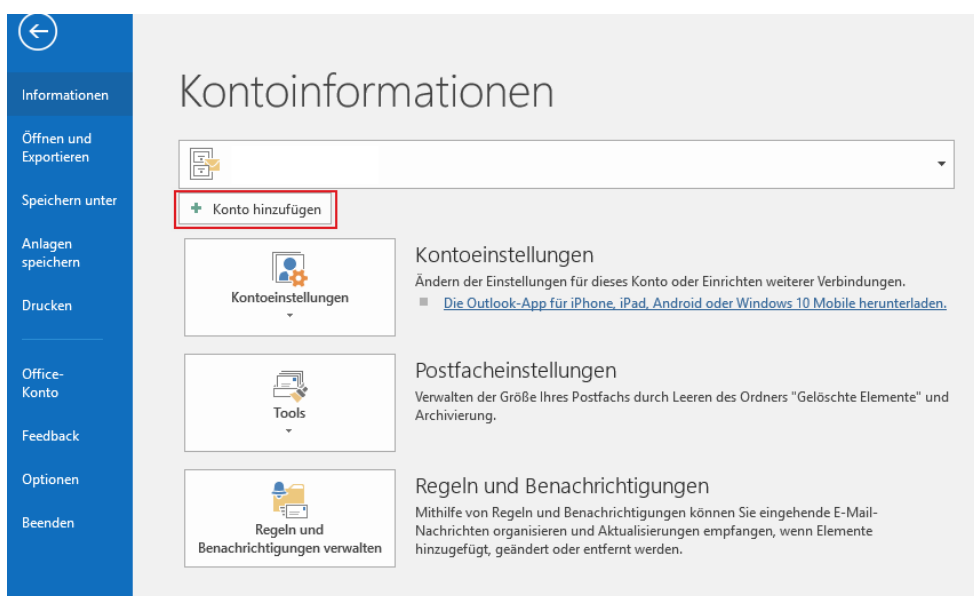 Informationen
Öffnen und
Exportieren
Speichern unter
Anlagen
speichern
Drucken
Office-
Konto
Feedback
Optionen
Beenden
Kontoinformationen
Konto hinzufügen
Kontoeinstellungen
Kontoeinstellungen
Ändern der Einstellungen für dieses Konto oder Einrichten weiterer Verbindungen.
Die Outlook-App für iPhone, iPad, Android oder Windows 10 Mobile herunterladen.
Tools
Postfacheinstellungen
Verwalten der Größe Ihres Postfachs durch Leeren des Ordners "Gelöschte Elemente" und
Archivierung.
Regeln und
Benachrichtigungen verwalten
Regeln und Benachrichtigungen
Mithilfe von Regeln und Benachrichtigungen können Sie eingehende E-Mail-
Nachrichten organisieren und Aktualisierungen empfangen, wenn Elemente
hinzugefügt, geändert oder entfernt werden.